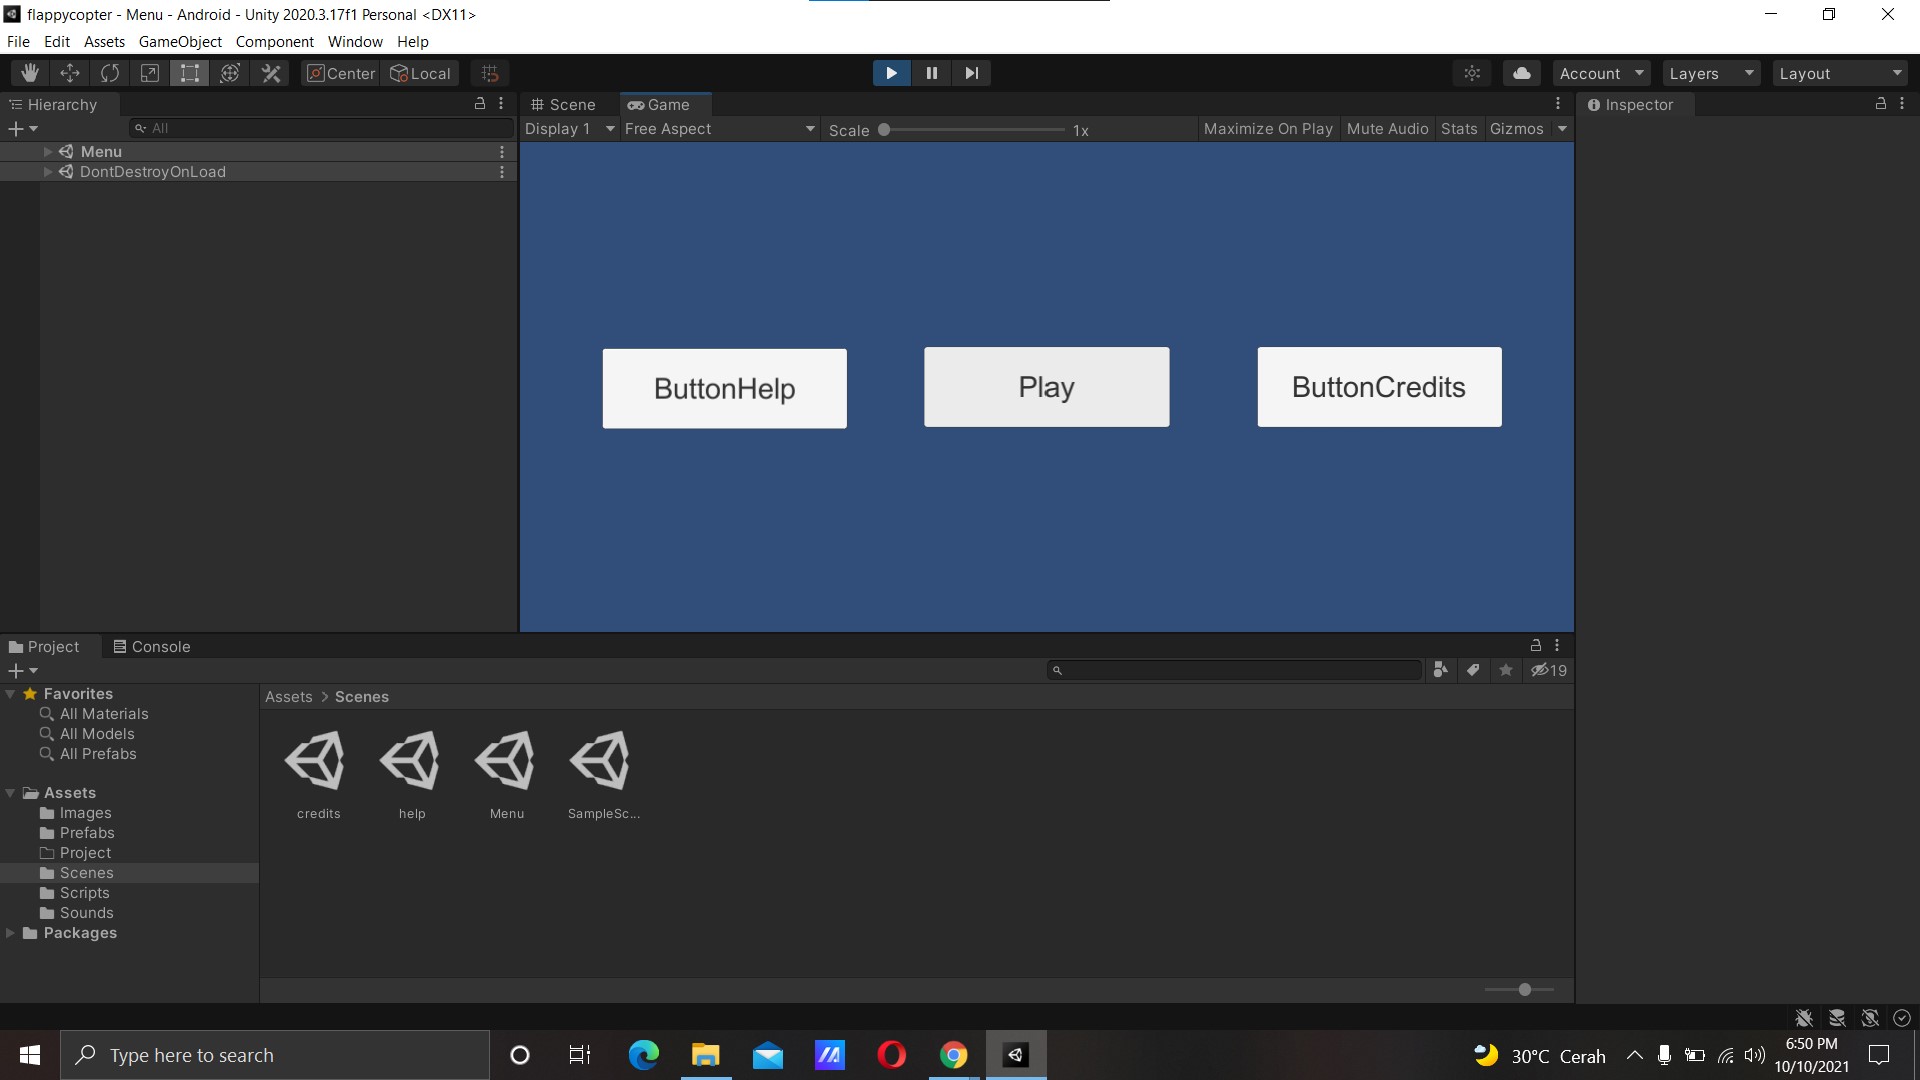 flappycopter - Menu - Android - Unity 2020.3.17f1 Personal <DX11>
File Edit Assets GameObject Component Window Help
Center Local Account Layers Layout
Hierarchy Scene Game Inspector
All Display 1 Free Aspect Scale 1x Maximize On Play Mute Audio Stats Gizmos
Menu
DontDestroyOnLoad
ButtonHelp Play ButtonCredits
Project Console
19
Favorites Assets > Scenes
All Materials
All Models
All Prefabs
credits help Menu SampleSc...
Assets
Images
Prefabs
Project
Scenes
Scripts
Sounds
Packages
Type here to search 30°C Cerah 6:50 PM
10/10/2021